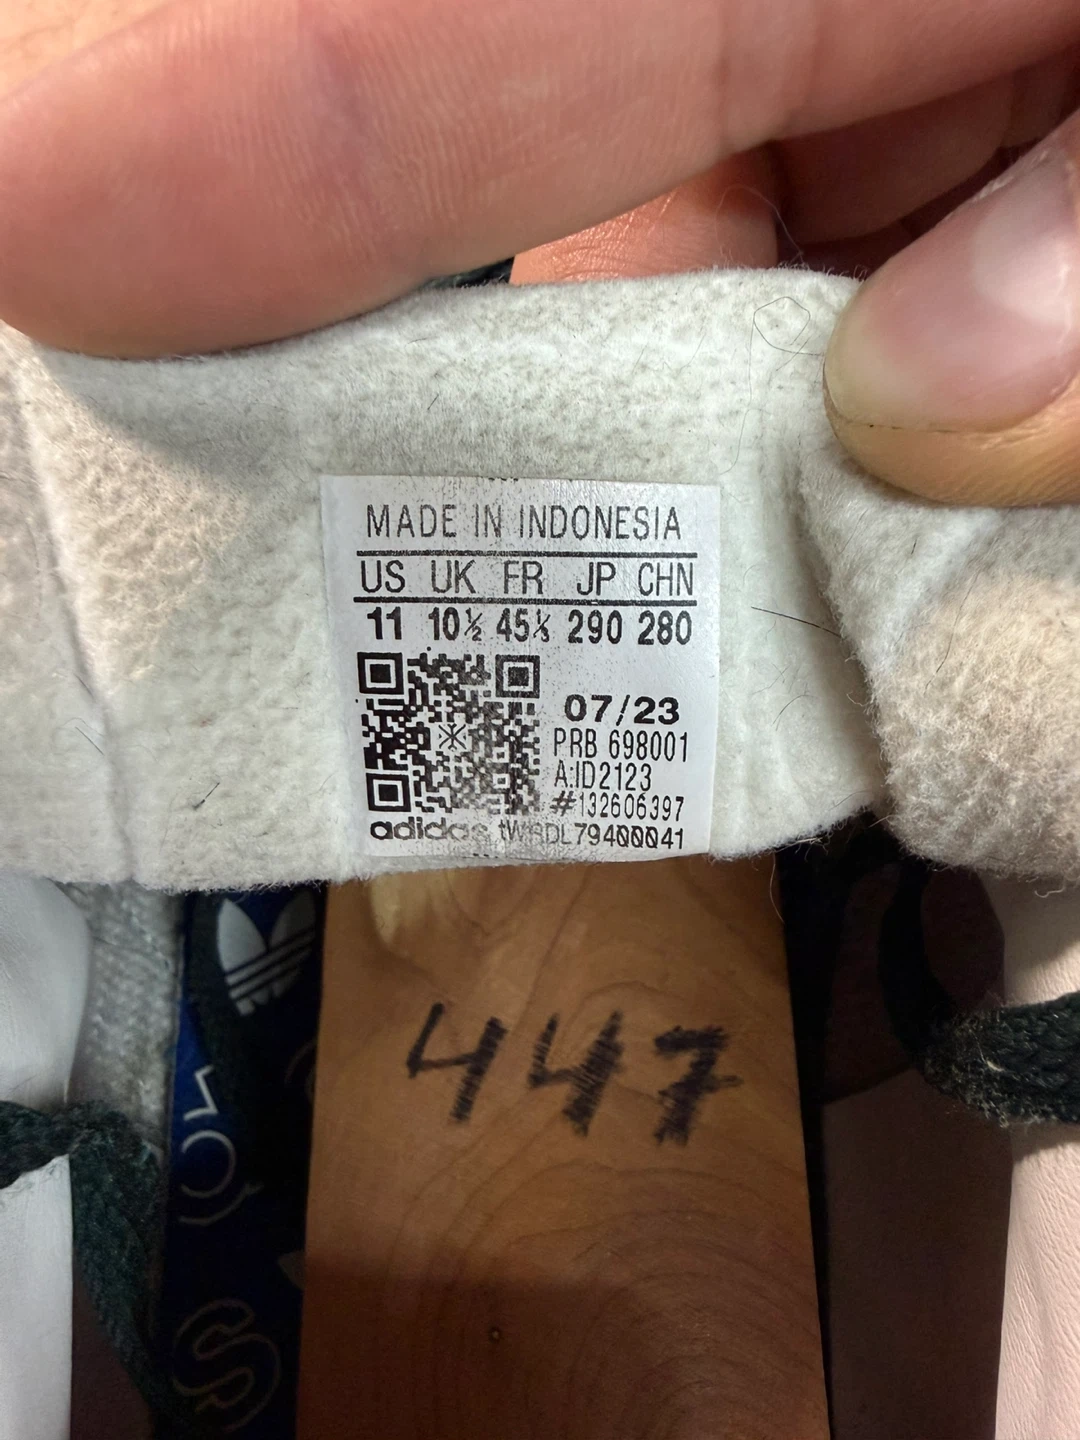 MADE IN INDONESIA
US UK FR JP CHN
11 10½ 45⅓ 290 280
07/23
PRB 698001
A:ID2123
#132606397
adidas
447